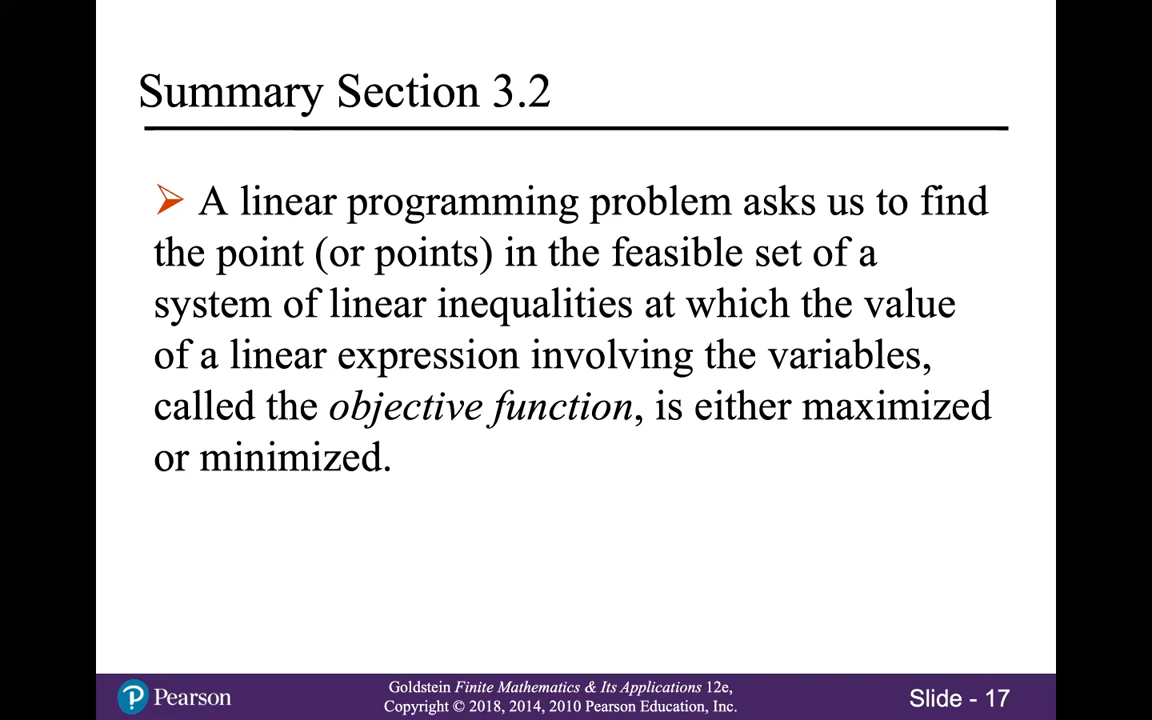 Summary Section 3.2
➢ A linear programming problem asks us to find
the point (or points) in the feasible set of a
system of linear inequalities at which the value
of a linear expression involving the variables,
called the objective function, is either maximized
or minimized.
Pearson
Goldstein Finite Mathematics & Its Applications 12e,
Copyright © 2018, 2014, 2010 Pearson Education, Inc.
Slide - 17